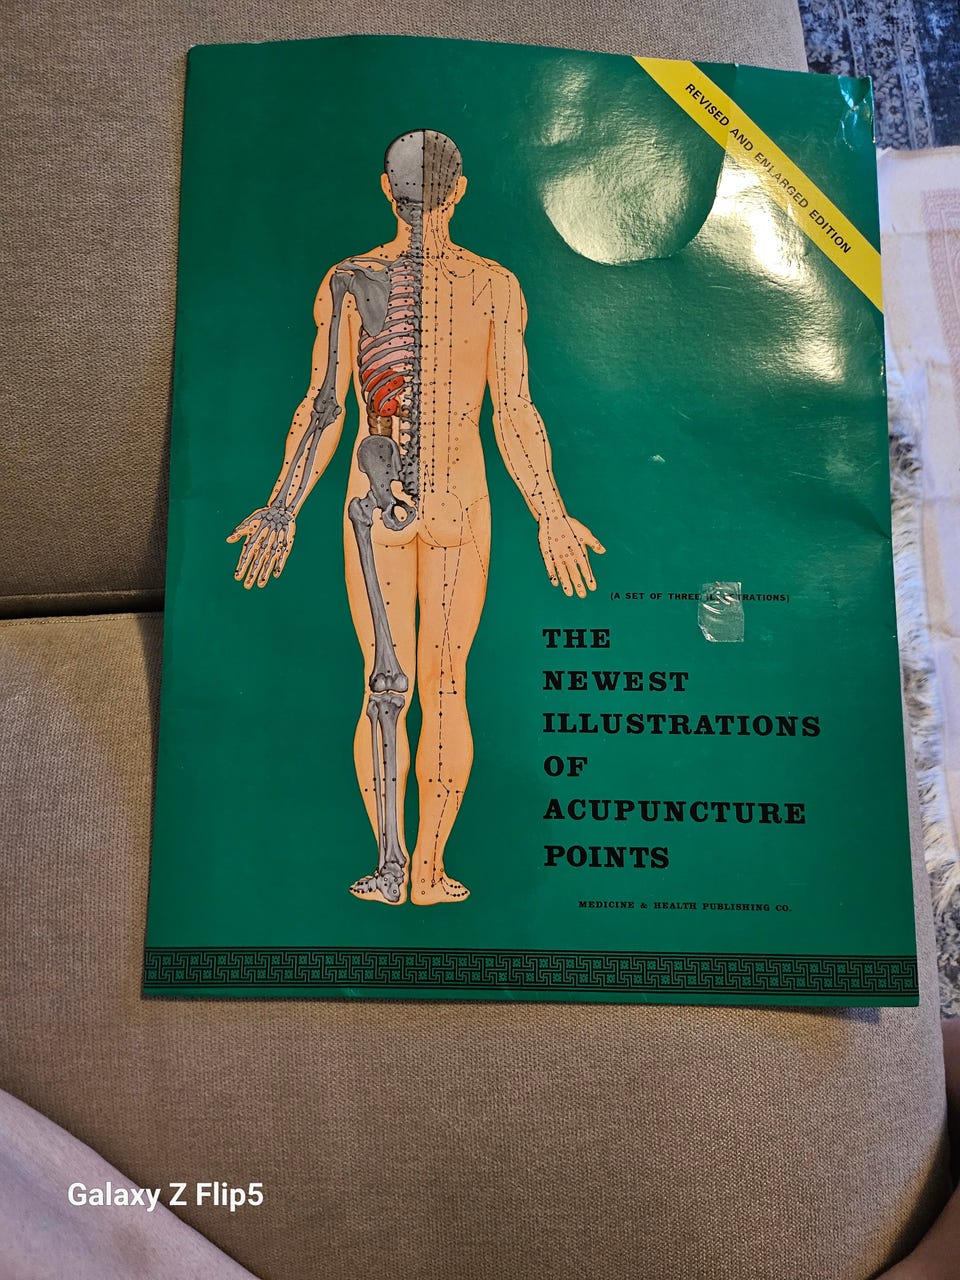 REVISED AND ENLARGED EDITION
(A SET OF THREE ILLUSTRATIONS)
THE
NEWEST
ILLUSTRATIONS
OF
ACUPUNCTURE
POINTS
MEDICINE & HEALTH PUBLISHING CO.
Galaxy Z Flip5